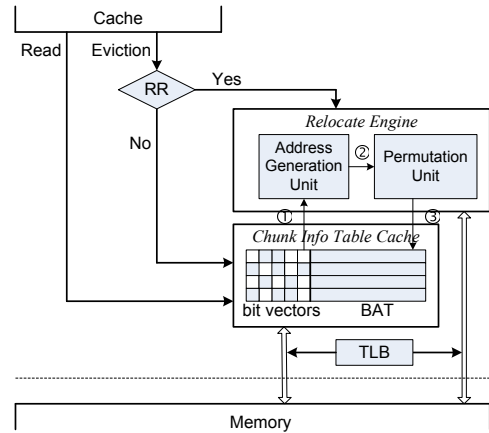 Cache
Read
Eviction
RR
Yes
No
Relocate Engine
Address
Generation
Unit
②
Permutation
Unit
①
③
Chunk Info Table Cache
bit vectors
BAT
TLB
Memory